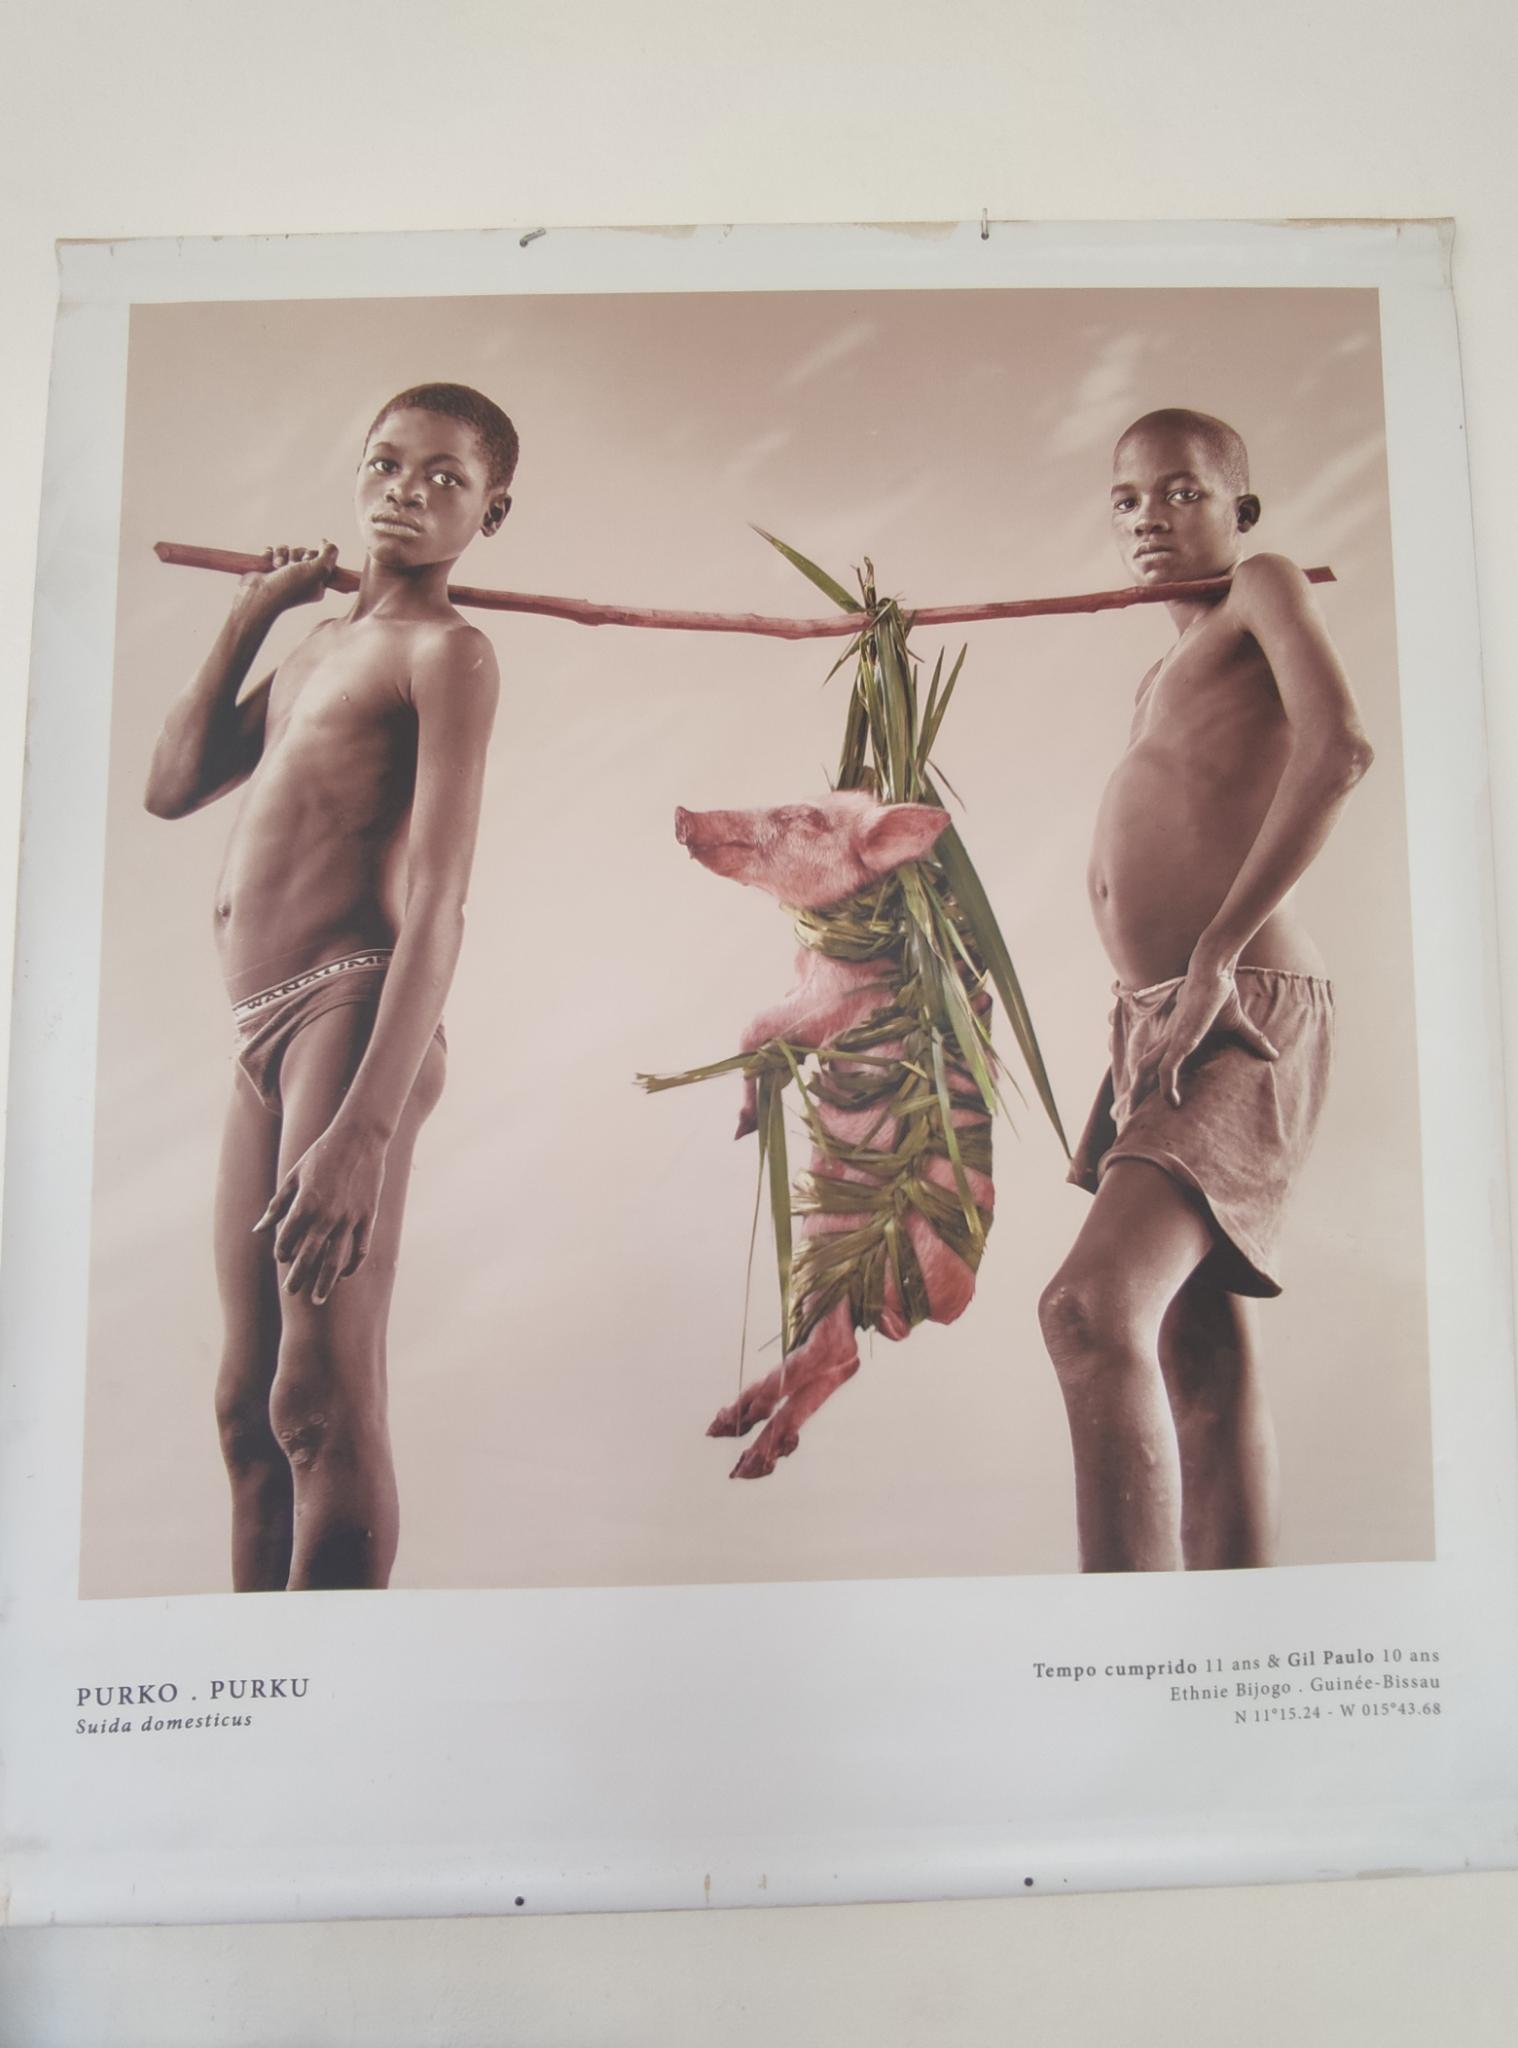 WANAUME
PURKO . PURKU
Suida domesticus
Tempo cumprido 11 ans & Gil Paulo 10 ans
Ethnie Bijogo . Guinée-Bissau
N 11°15.24 - W 015°43.68